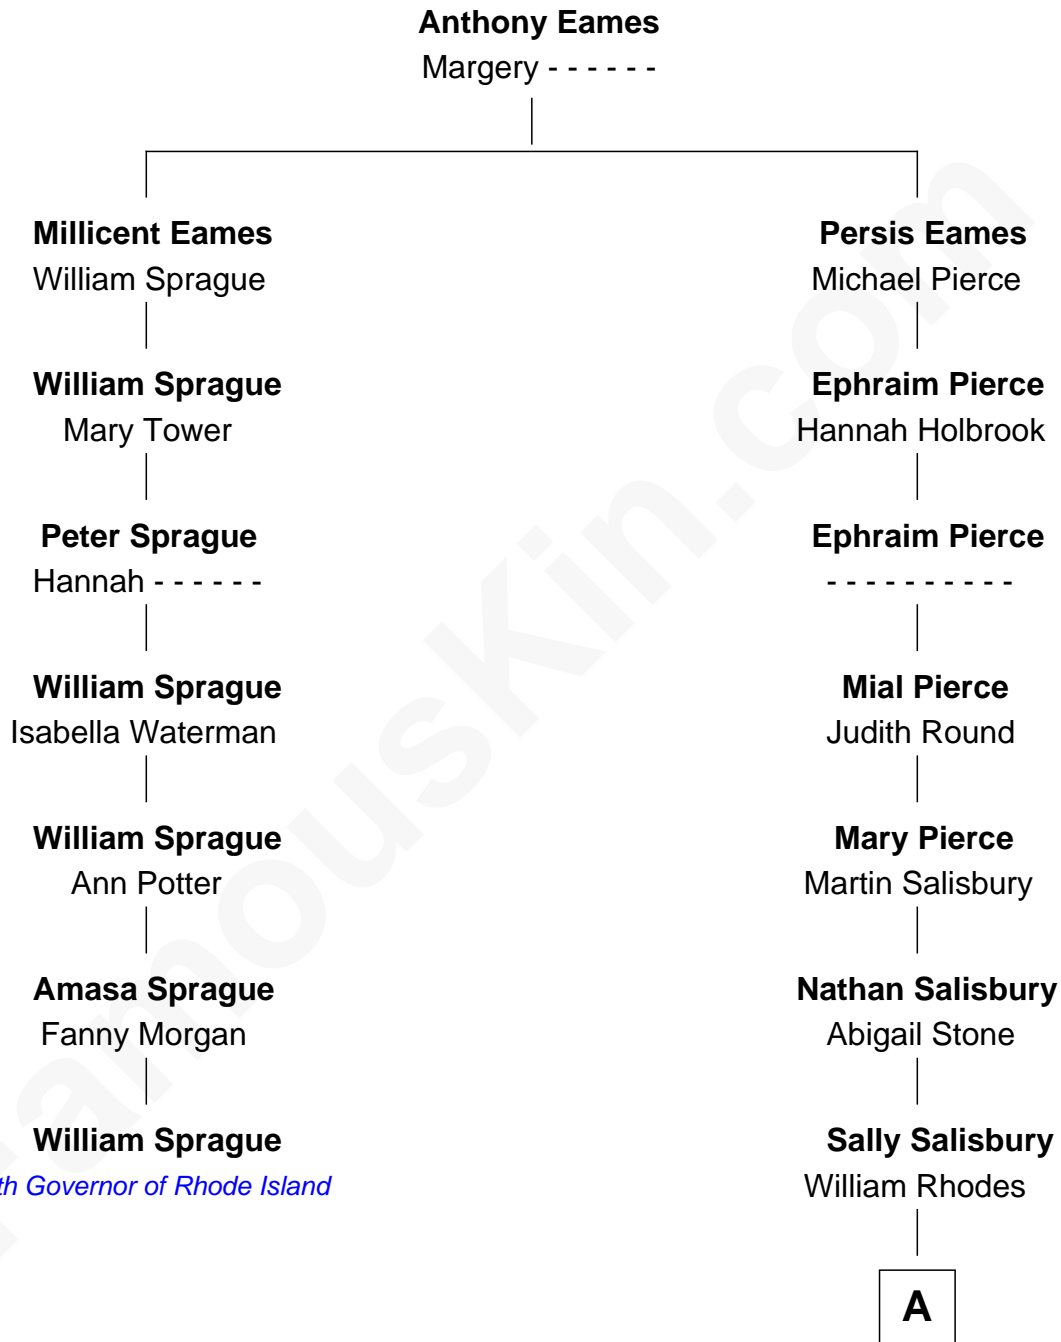 Anthony Eames
Margery - - - - - -
Millicent Eames
William Sprague
Persis Eames
Michael Pierce
William Sprague
Mary Tower
Ephraim Pierce
Hannah Holbrook
Peter Sprague
Hannah - - - - - -
Ephraim Pierce
- - - - - - - - - -
William Sprague
Isabella Waterman
Mial Pierce
Judith Round
William Sprague
Ann Potter
Mary Pierce
Martin Salisbury
Amasa Sprague
Fanny Morgan
Nathan Salisbury
Abigail Stone
William Sprague
th Governor of Rhode Island
Sally Salisbury
William Rhodes
A
FamousKin.com